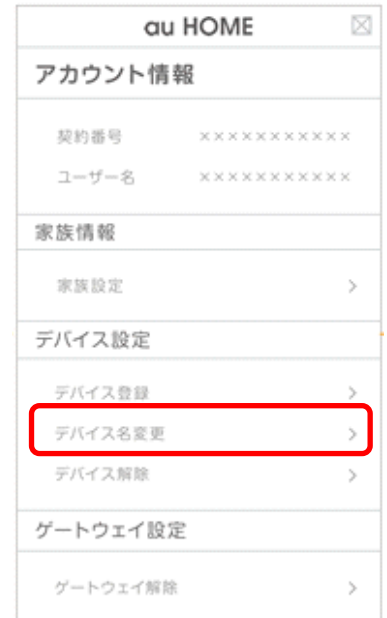 au HOME
アカウント情報
契約番号 ×××××××××××
ユーザー名 ×××××××××××
家族情報
家族設定 >
デバイス設定
デバイス登録 >
デバイス名変更 >
デバイス解除 >
ゲートウェイ設定
ゲートウェイ解除 >